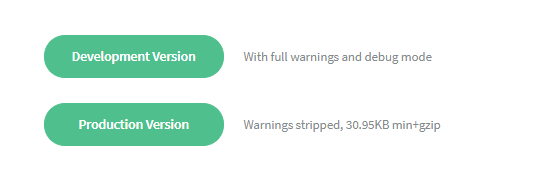 Development Version
With full warnings and debug mode
Production Version
Warnings stripped, 30.95KB min+gzip